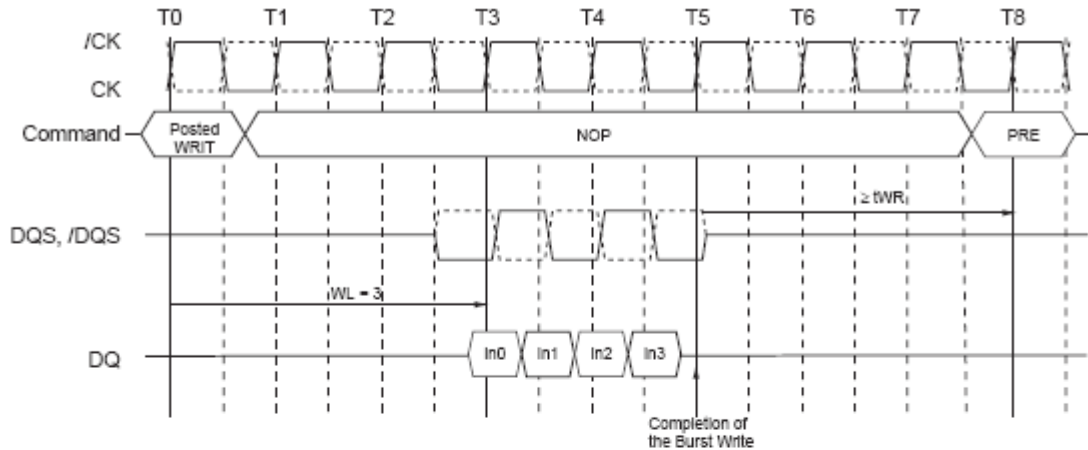 T0 T1 T2 T3 T4 T5 T6 T7 T8
/CK
CK
Command
Posted
WRIT
NOP
PRE
≥ tWR
DQS, /DQS
WL = 3
DQ
In0 In1 In2 In3
Completion of
the Burst Write